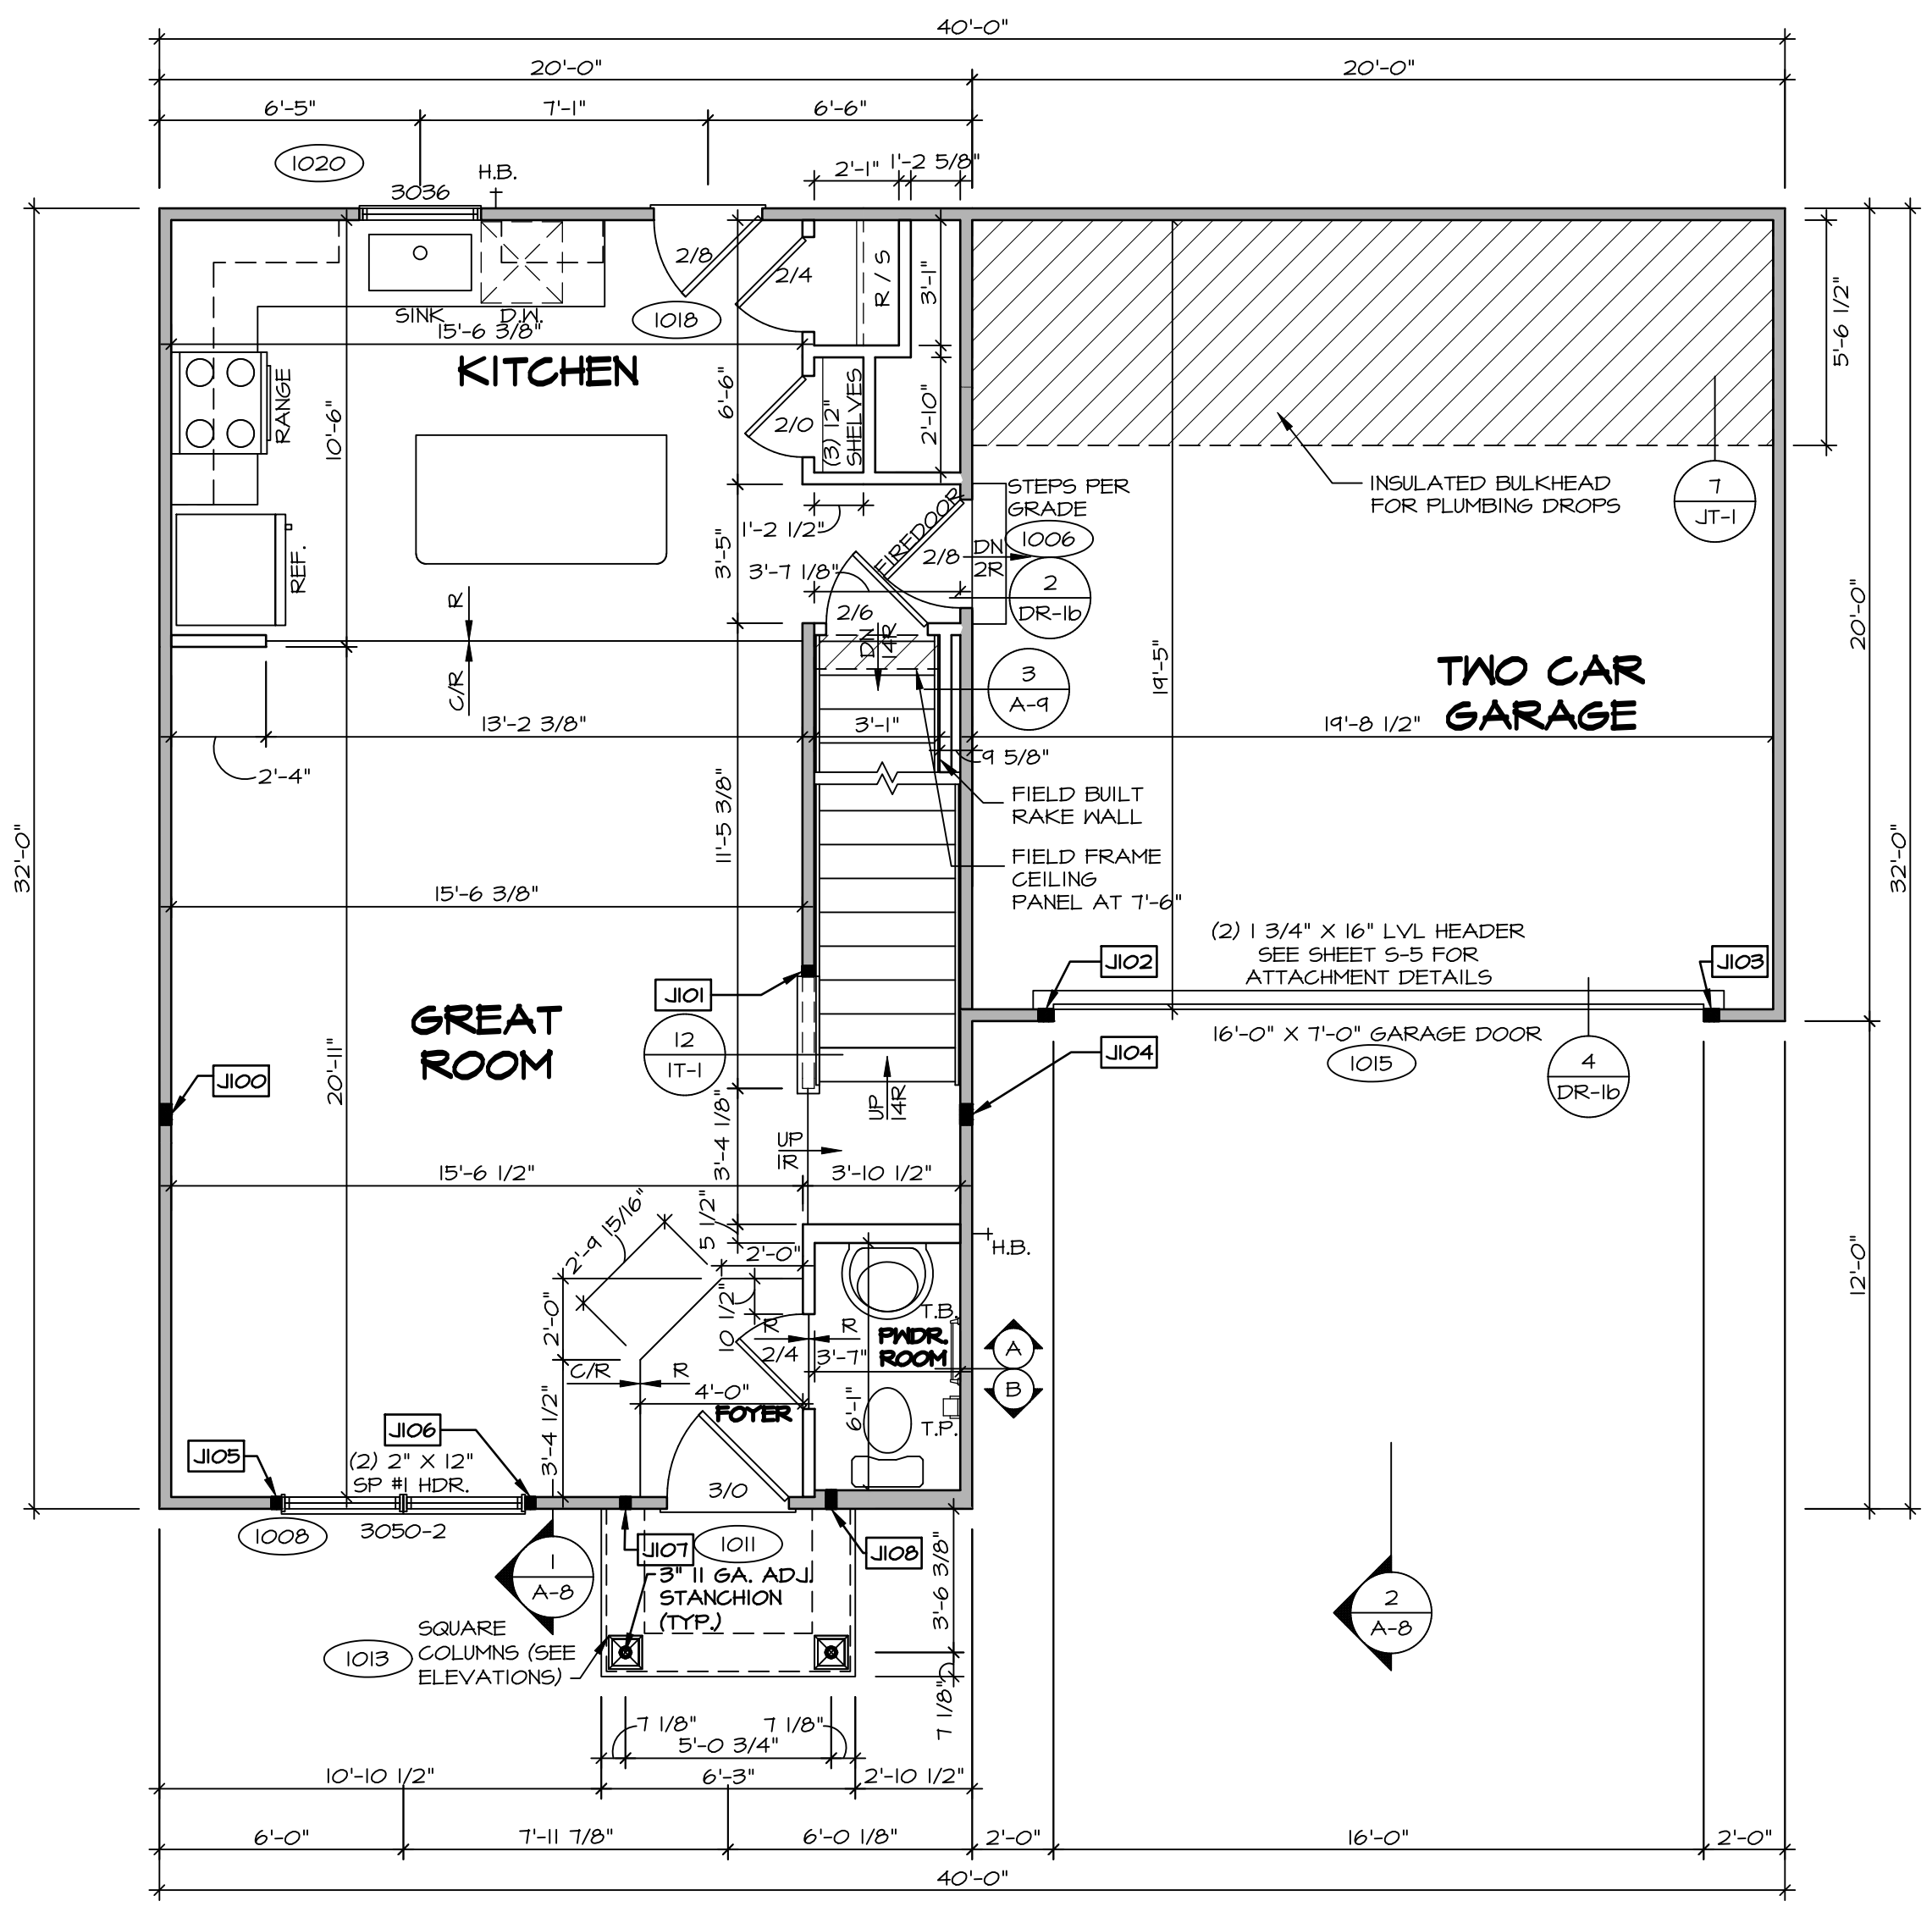 40'-0"
20'-0"
20'-0"
6'-5"
7'-1"
6'-6"
1020
H.B.
3036
2'-1"
1'-2 5/8"
2/8
2/4
R / S
3'-1"
SINK
D.W.
1018
15'-6 3/8"
KITCHEN
RANGE
10'-6"
6'-6"
2/0
(3) 12"
SHELVES
2'-10"
5'-6 1/2"
INSULATED BULKHEAD
FOR PLUMBING DROPS
7
JT-1
STEPS PER
GRADE
1006
1'-2 1/2"
FIREDOOR
REF.
3'-5"
3'-7 1/8"
2/8
DN
2R
2
DR-1b
R
2/6
DN
14R
C/R
3
A-9
19'-5"
20'-0"
TWO CAR
GARAGE
13'-2 3/8"
3'-1"
19'-8 1/2"
9 5/8"
2'-4"
FIELD BUILT
RAKE WALL
11'-5 3/8"
32'-0"
32'-0"
FIELD FRAME
CEILING
PANEL AT 7'-6"
15'-6 3/8"
(2) 1 3/4" X 16" LVL HEADER
SEE SHEET S-5 FOR
ATTACHMENT DETAILS
J102
J103
J101
GREAT
ROOM
12
1T-1
16'-0" X 7'-0" GARAGE DOOR
1015
4
DR-1b
J104
J100
20'-11"
UP
14R
3'-4 1/8"
UP
1R
15'-6 1/2"
3'-10 1/2"
2'-9 15/16"
5 1/2"
2'-0"
H.B.
12'-0"
2'-0"
10 1/2"
T.B.
R
R
PWDR.
ROOM
2/4
3'-7"
A
B
C/R
R
4'-0"
FOYER
6'-1"
T.P.
3'-4 1/2"
J106
J105
(2) 2" X 12"
SP #1 HDR.
3/0
1008
3050-2
1
A-8
J107
1011
J108
3" 11 GA. ADJ.
STANCHION
(TYP.)
3'-6 3/8"
2
A-8
SQUARE
COLUMNS (SEE
ELEVATIONS)
1013
7 1/8"
7 1/8"
7 1/8"
5'-0 3/4"
10'-10 1/2"
6'-3"
2'-10 1/2"
6'-0"
7'-11 7/8"
6'-0 1/8"
2'-0"
16'-0"
2'-0"
40'-0"